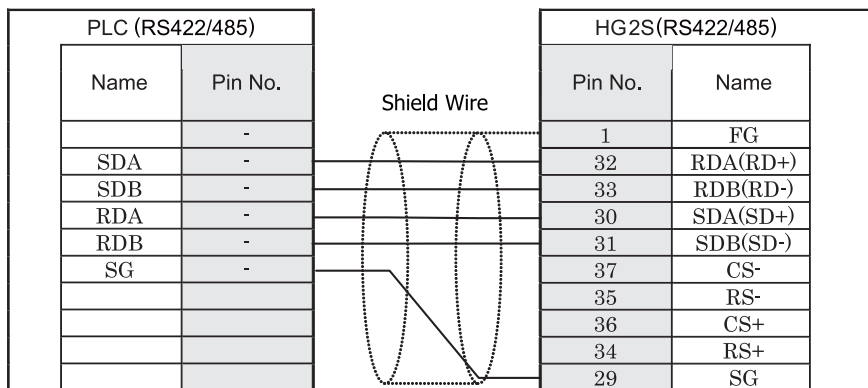 PLC (RS422/485) HG2S(RS422/485)
Name Pin No. Shield Wire Pin No. Name
- 1 FG
SDA - 32 RDA(RD+)
SDB - 33 RDB(RD-)
RDA - 30 SDA(SD+)
RDB - 31 SDB(SD-)
SG - 37 CS-
35 RS-
36 CS+
34 RS+
29 SG